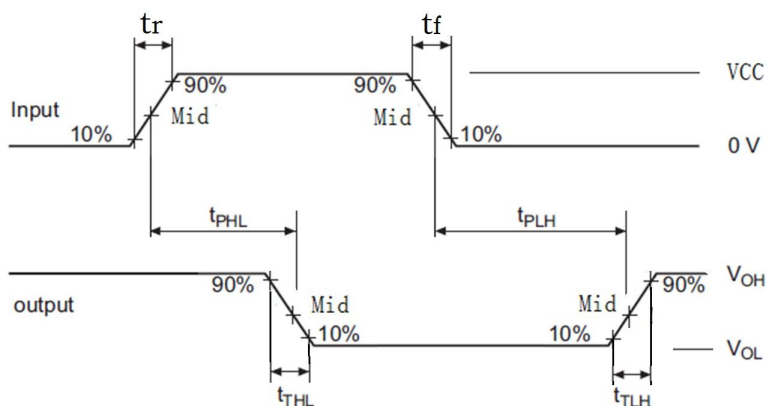 tr tf
90% 90% VCC
Input Mid Mid
10% 10% 0 V
tPHL tPLH
90% 90% VOH
output Mid Mid
10% 10% VOL
tTHL tTLH